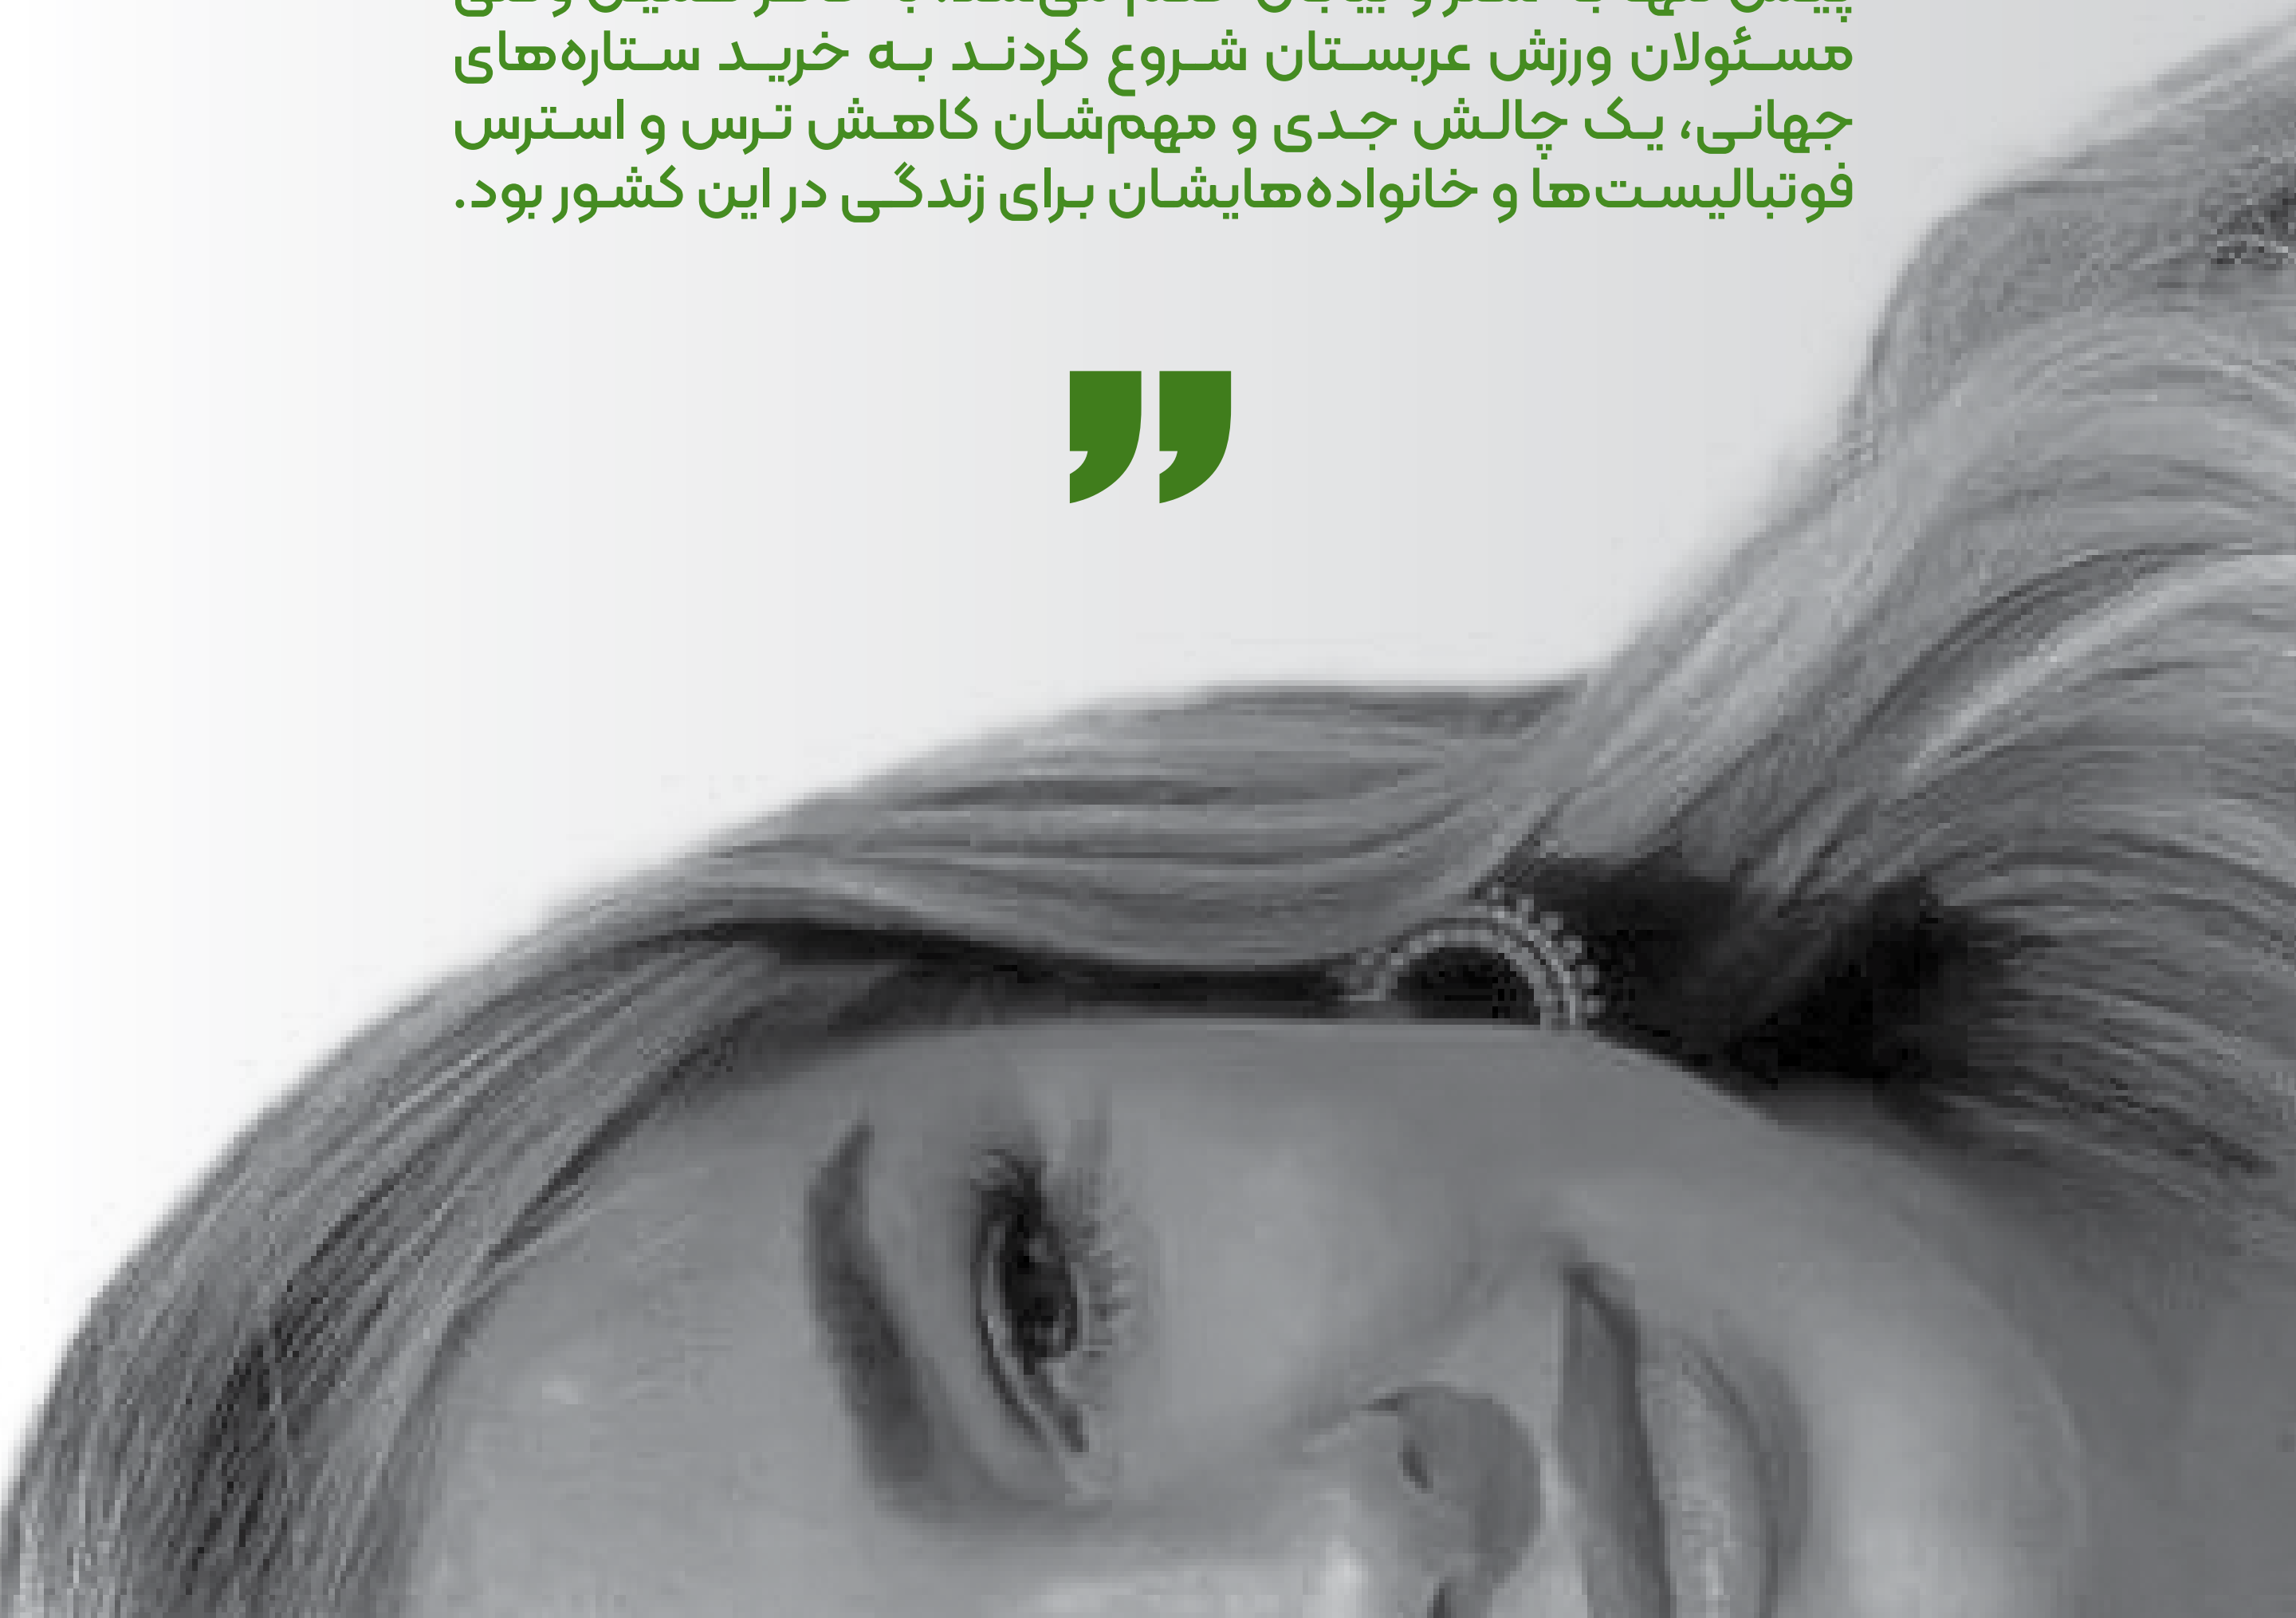 مسئولان ورزش عربستان شروع کردند به خرید ستاره‌های
جهانی، یک چالش جدی و مهم‌شان کاهش ترس و استرس
فوتبالیست‌ها و خانواده‌هایشان برای زندگی در این کشور بود.
”